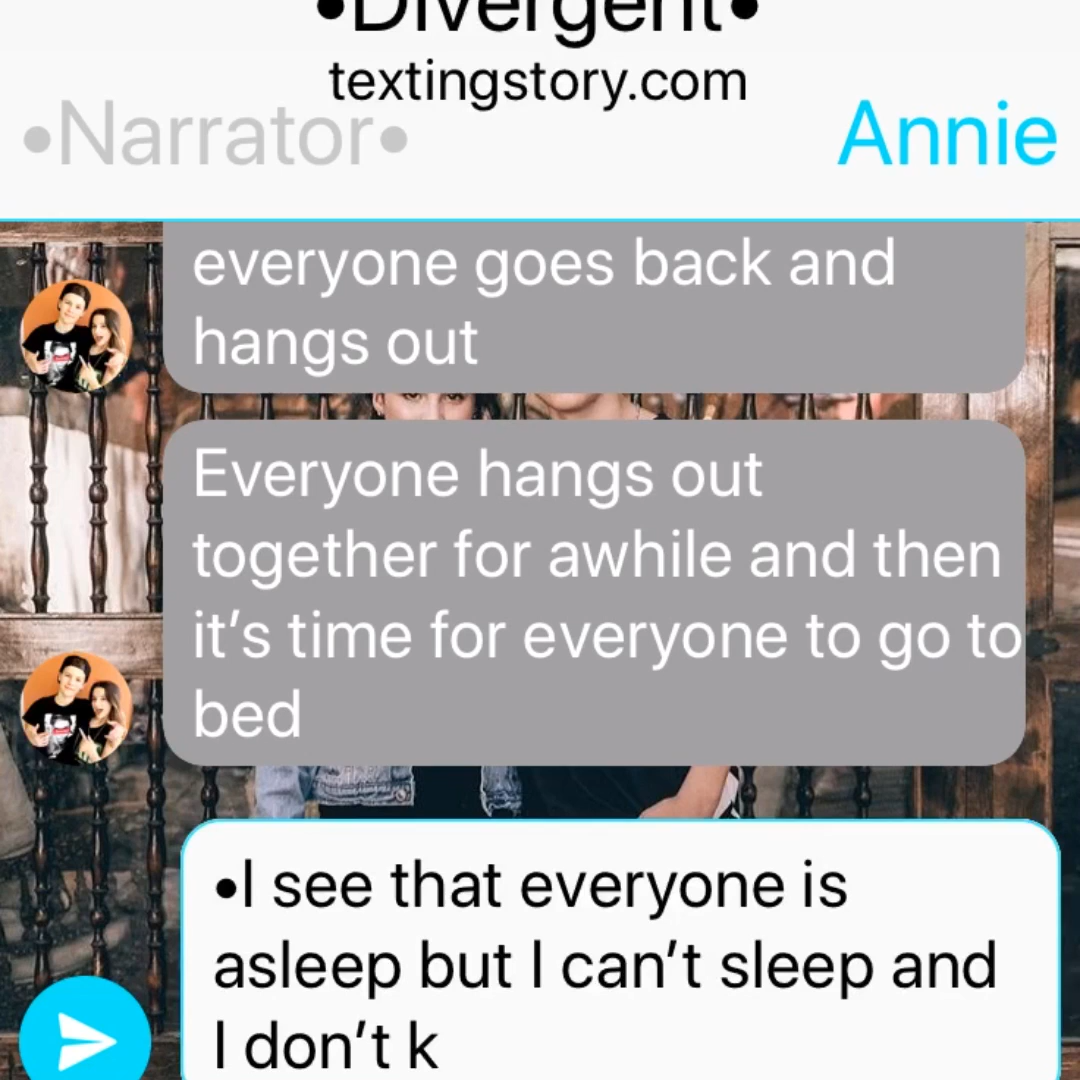 •Divergent•
textingstory.com
•Narrator•
Annie
everyone goes back and
hangs out
Everyone hangs out
together for awhile and then
it’s time for everyone to go to
bed
•I see that everyone is
asleep but I can’t sleep and
I don’t k